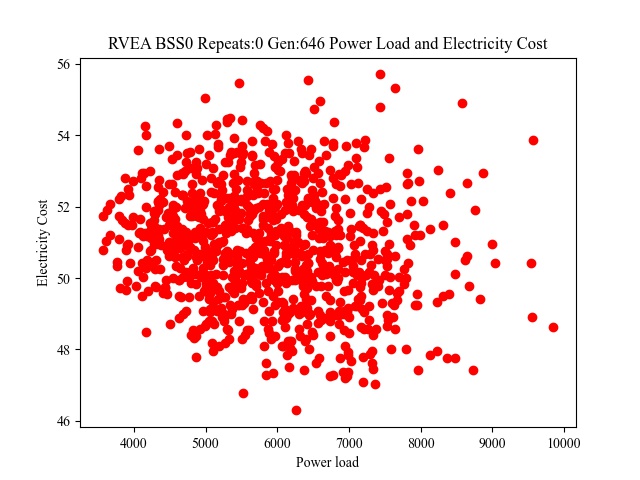 RVEA BSS0 Repeats:0 Gen:646 Power Load and Electricity Cost
56
54
52
50
48
46
Electricity Cost
4000 5000 6000 7000 8000 9000 10000
Power load